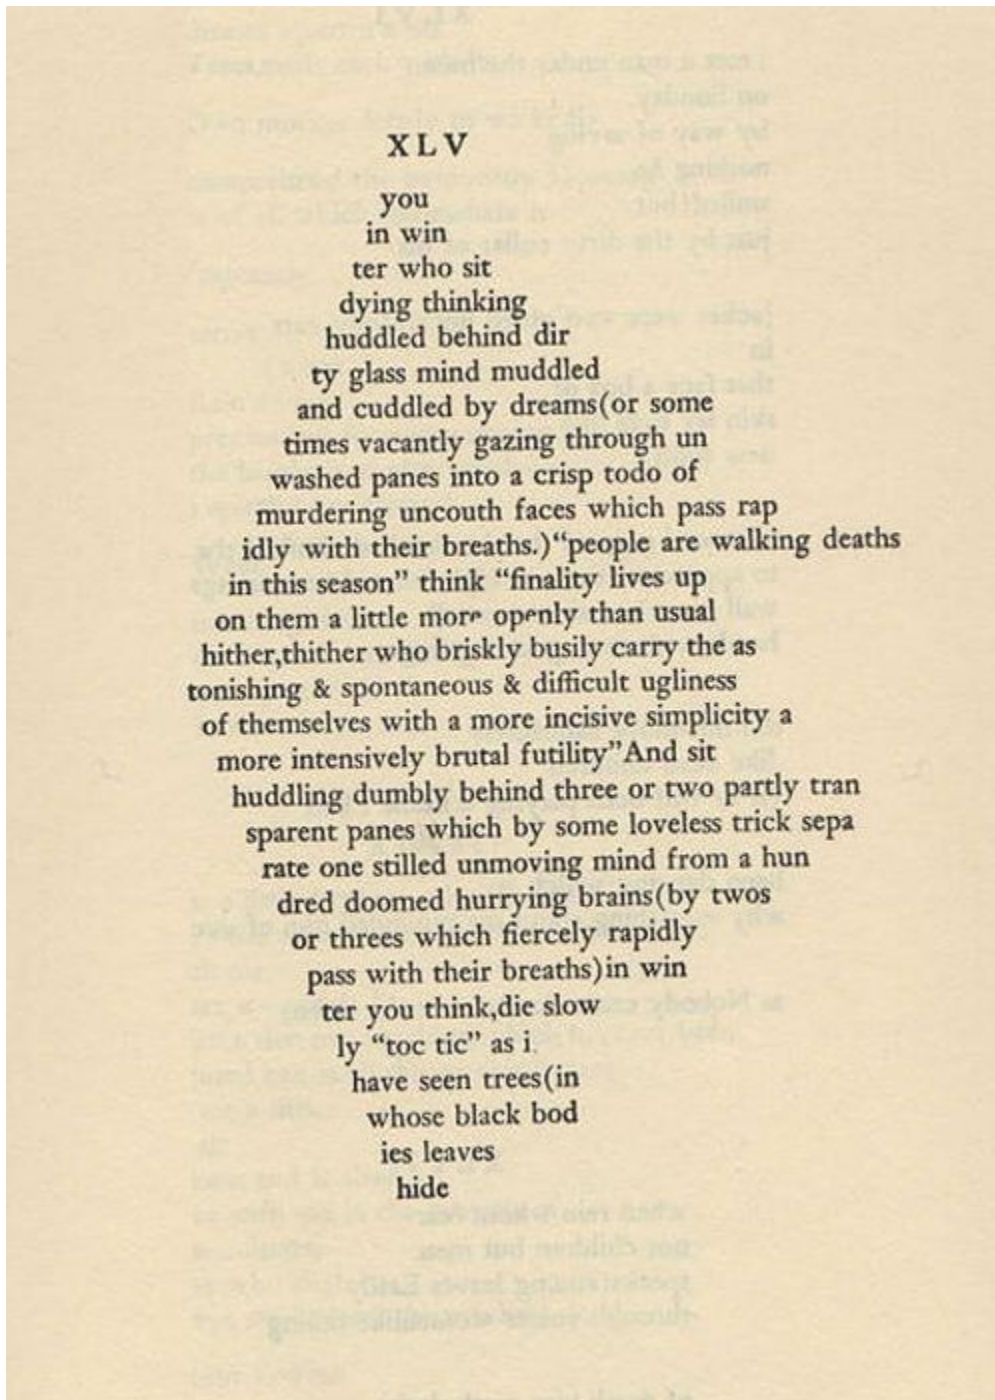 XLV
you
in win
ter who sit
dying thinking
huddled behind dir
ty glass mind muddled
and cuddled by dreams(or some
times vacantly gazing through un
washed panes into a crisp todo of
murdering uncouth faces which pass rap
idly with their breaths.)“people are walking deaths
in this season” think “finality lives up
on them a little more openly than usual
hither,thither who briskly busily carry the as
tonishing & spontaneous & difficult ugliness
of themselves with a more incisive simplicity a
more intensively brutal futility”And sit
huddling dumbly behind three or two partly tran
sparent panes which by some loveless trick sepa
rate one stilled unmoving mind from a hun
dred doomed hurrying brains(by twos
or threes which fiercely rapidly
pass with their breaths)in win
ter you think,die slow
ly “toc tic” as i
have seen trees(in
whose black bod
ies leaves
hide